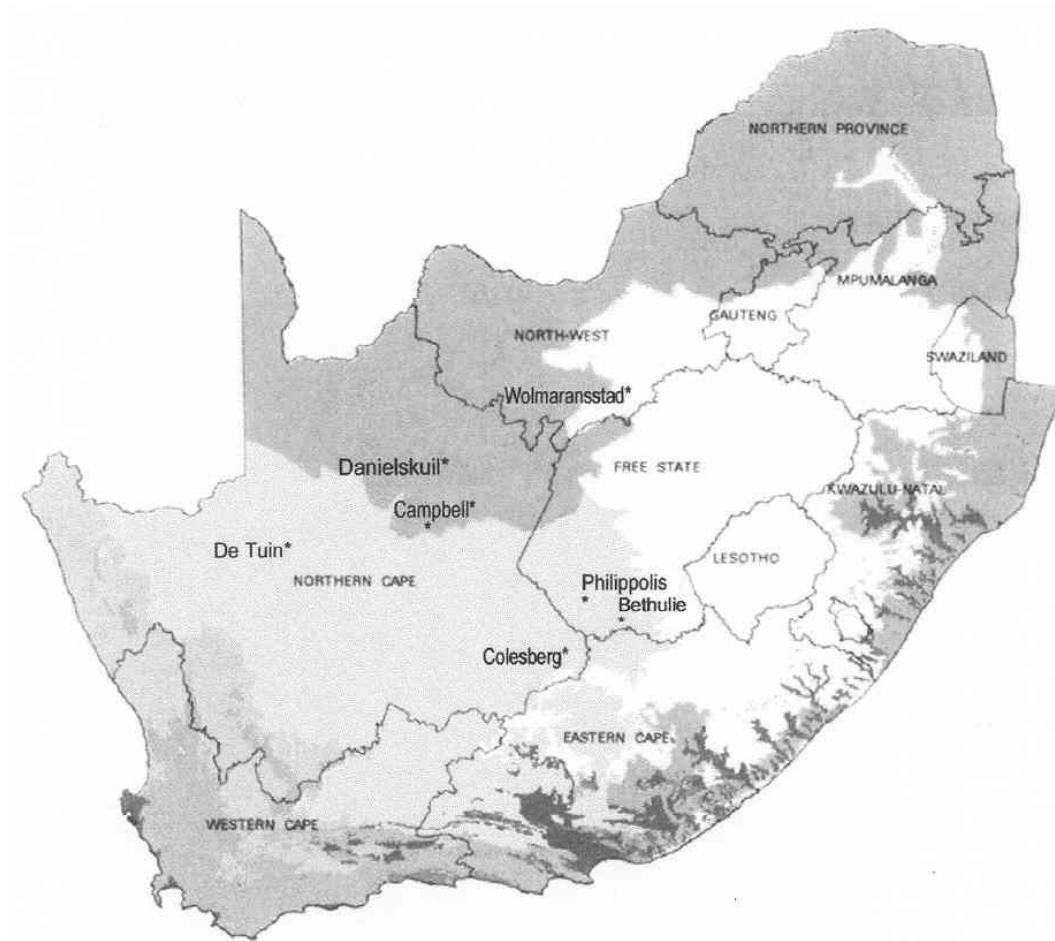 NORTHERN PROVINCE
MPUMALANGA
GAUTENG
NORTH-WEST
SWAZILAND
Wolmaransstad*
Danielskuil*
FREE STATE
KWAZULU-NATAL
Campbell*
*
De Tuin*
LESOTHO
NORTHERN CAPE
Philippolis
*
Bethulie
*
Colesberg*
EASTERN CAPE
WESTERN CAPE